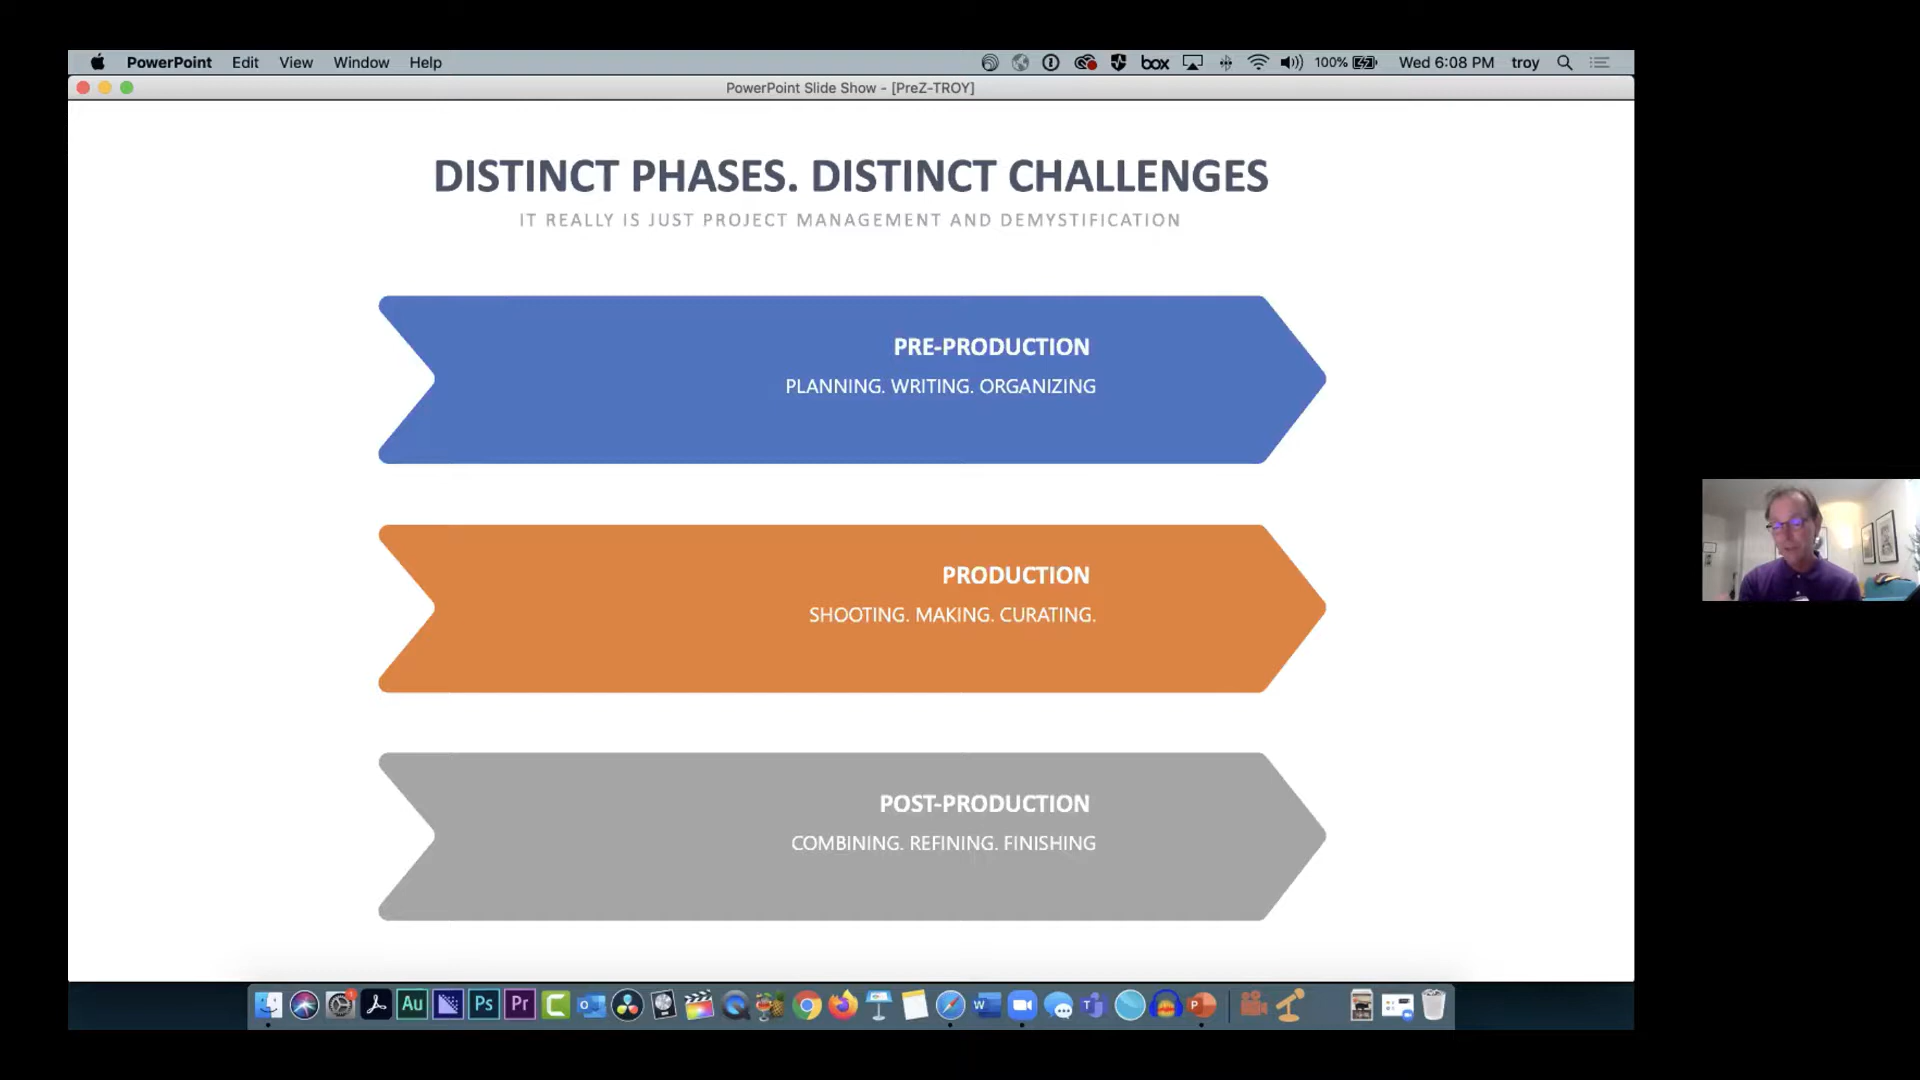 PowerPoint Edit View Window Help box 100% Wed 6:08 PM troy
PowerPoint Slide Show - [PreZ-TROY]
DISTINCT PHASES. DISTINCT CHALLENGES
IT REALLY IS JUST PROJECT MANAGEMENT AND DEMYSTIFICATION
PRE-PRODUCTION
PLANNING. WRITING. ORGANIZING
PRODUCTION
SHOOTING. MAKING. CURATING.
POST-PRODUCTION
COMBINING. REFINING. FINISHING
Au Ps Pr C W T P